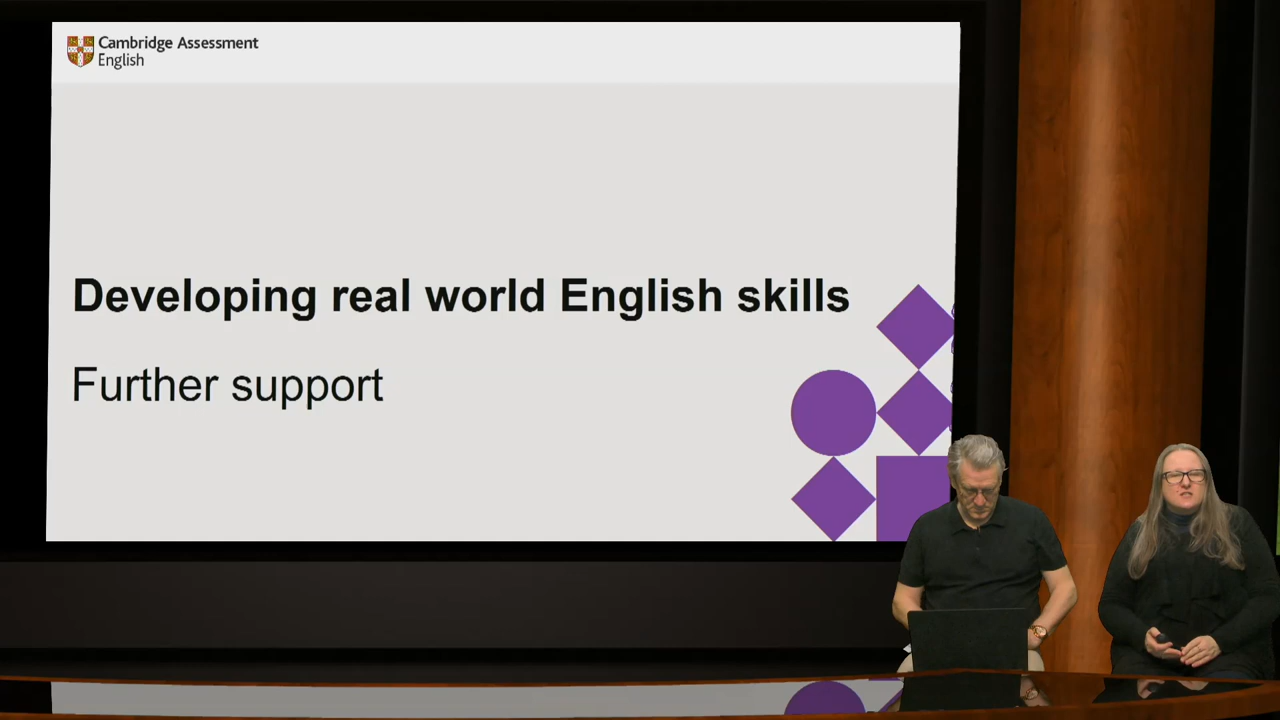 Cambridge Assessment
English
Developing real world English skills
Further support